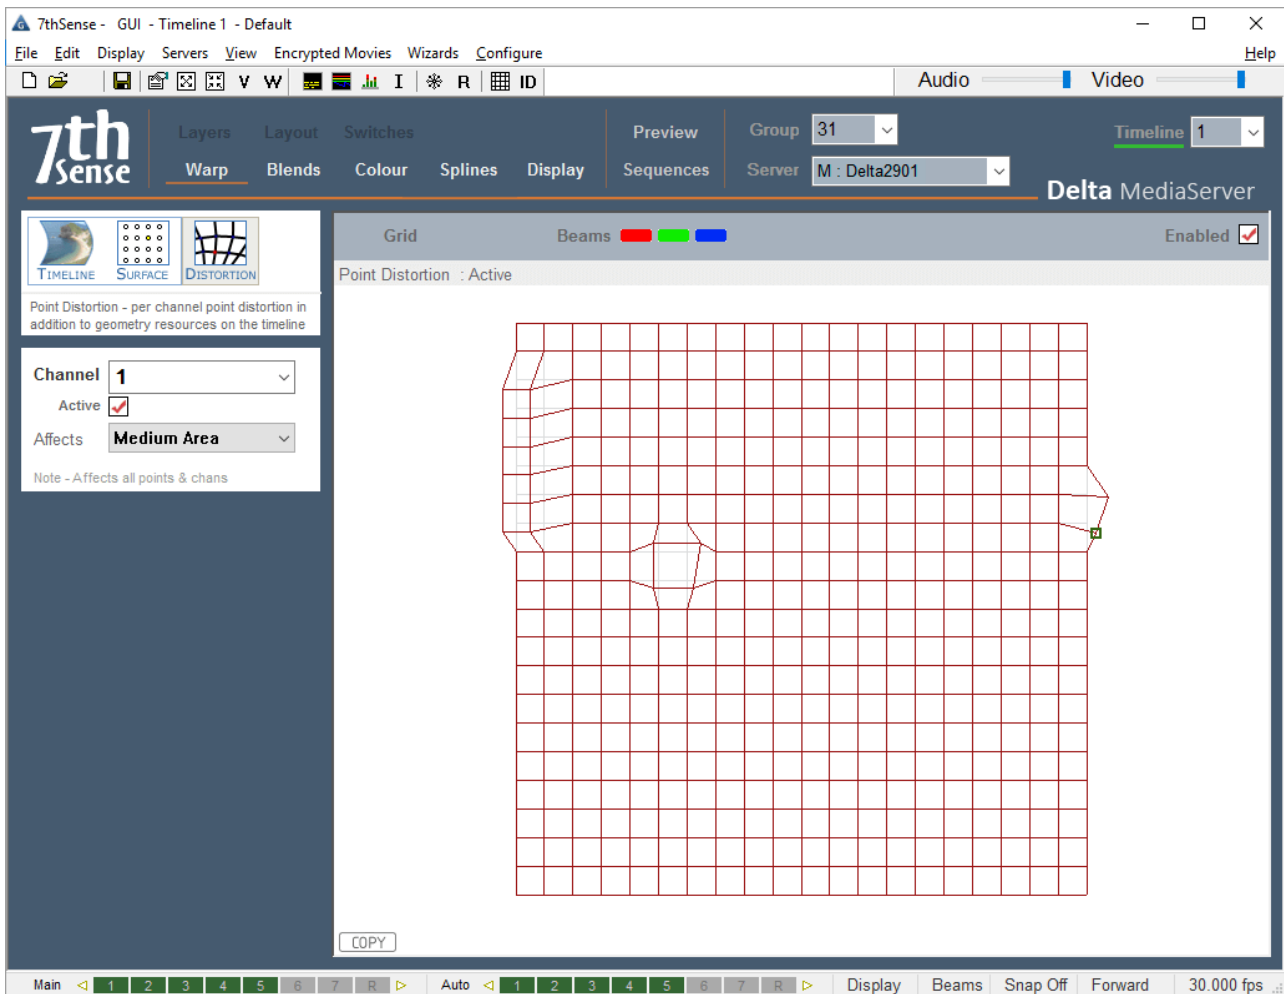 7thSense - GUI - Timeline 1 - Default
File Edit Display Servers View Encrypted Movies Wizards Configure Help
V W I R ID Audio Video
7th Sense
Layers Layout Switches Preview Group 31 Timeline 1
Warp Blends Colour Splines Display Sequences Server M : Delta2901
Delta MediaServer
TIMELINE SURFACE DISTORTION
Grid Beams Enabled
Point Distortion : Active
Point Distortion - per channel point distortion in
addition to geometry resources on the timeline
Channel 1
Active
Affects Medium Area
Note - Affects all points & chans
COPY
Main 1 2 3 4 5 6 7 R Auto 1 2 3 4 5 6 7 R Display Beams Snap Off Forward 30.000 fps